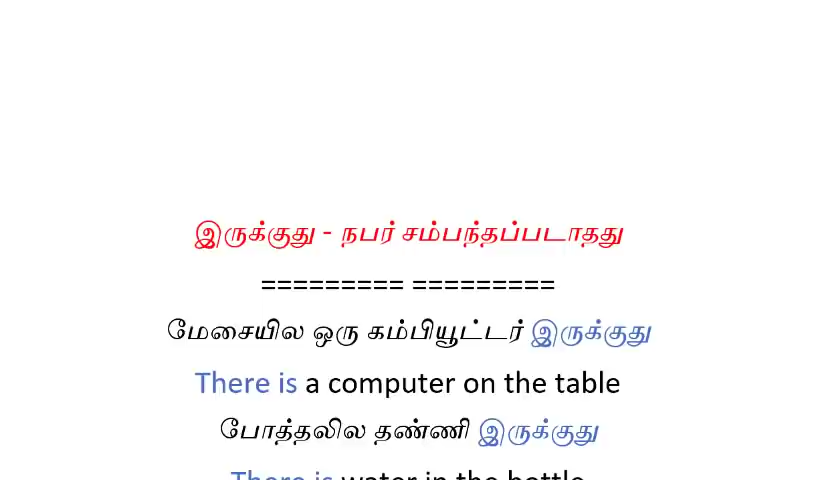 இருக்குது - நபர் சம்பந்தப்படாதது
========= =========
மேசையில ஒரு கம்பியூட்டர் இருக்குது
There is a computer on the table
போத்தலில தண்ணி இருக்குது
There is water in the bottle